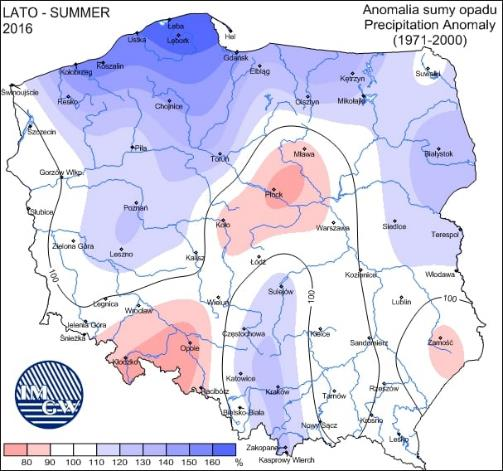 LATO - SUMMER
2016
Anomalia sumy opadu
Precipitation Anomaly
(1971-2000)
Łeba
Ustka
Lębork
Hel
Koszalin
Kołobrzeg
Gdańsk
Elbląg
Suwałki
Kętrzyn
Świnoujście
Resko
Chojnice
Olsztyn
Mikołajki
Szczecin
Piła
Toruń
Mława
Białystok
Gorzów Wlkp
Płock
Słubice
Poznań
Koło
Warszawa
Siedlce
Terespol
Zielona Góra
Leszno
Kalisz
Łódź
Włodawa
100
Kozienice
Legnica
Wrocław
Wieluń
Sulejów
100
Lublin
100
Jelenia Góra
Śnieżka
Częstochowa
Kielce
Sandomierz
Zamość
Kłodzko
Opole
Racibórz
Katowice
Kraków
Tarnów
Rzeszów
Bielsko-Biała
Nowy Sącz
Krosno
Lesko
Zakopane
Kasprowy Wierch
IM
GW
80 90 100 110 120 130 140 150 160 %